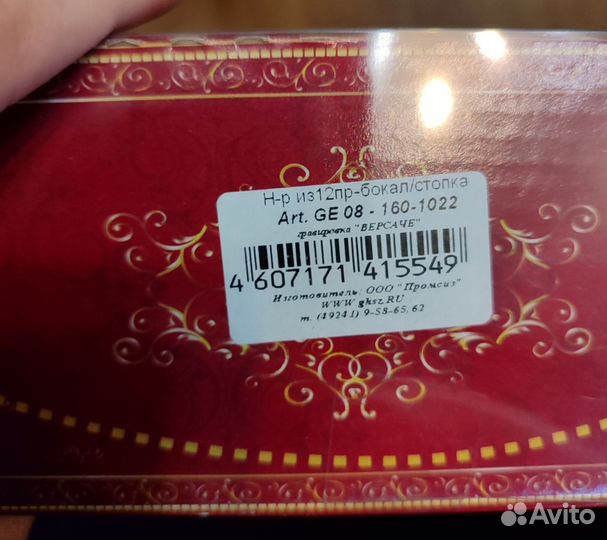 Н-р из12пр-бокал/стопка
Art. GE 08 - 160-1022
гравировка "ВЕРСАЧЕ"
4 607171 415549
Изготовитель: ООО "Промсиз"
WWW.ghsz.RU
т. (49241) 9-58-65, 62
Avito